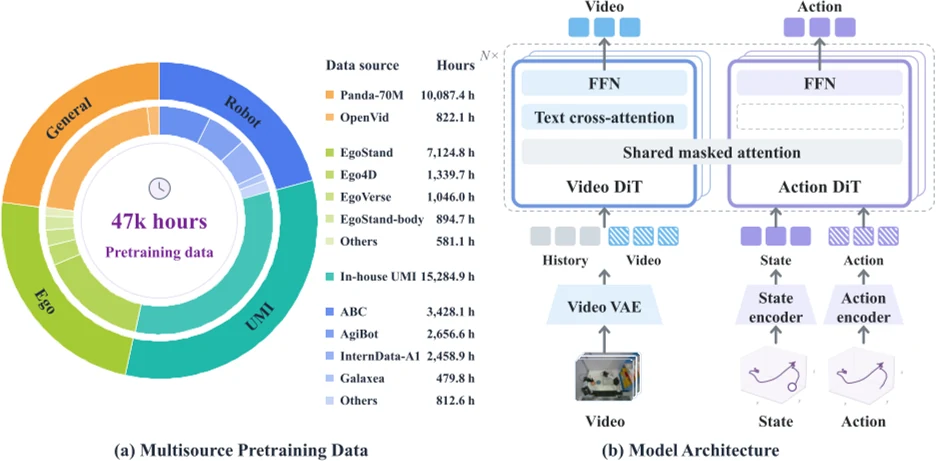 General
Robot
Ego
UMI
47k hours
Pretraining data
Data source Hours
Panda-70M 10,087.4 h
OpenVid 822.1 h
EgoStand 7,124.8 h
Ego4D 1,339.7 h
EgoVerse 1,046.0 h
EgoStand-body 894.7 h
Others 581.1 h
In-house UMI 15,284.9 h
ABC 3,428.1 h
AgiBot 2,656.6 h
InternData-A1 2,458.9 h
Galaxea 479.8 h
Others 812.6 h
(a) Multisource Pretraining Data
Video Action
N×
FFN FFN
Text cross-attention
Shared masked attention
Video DiT Action DiT
History Video State Action
Video VAE
State encoder
Action encoder
Video State Action
(b) Model Architecture